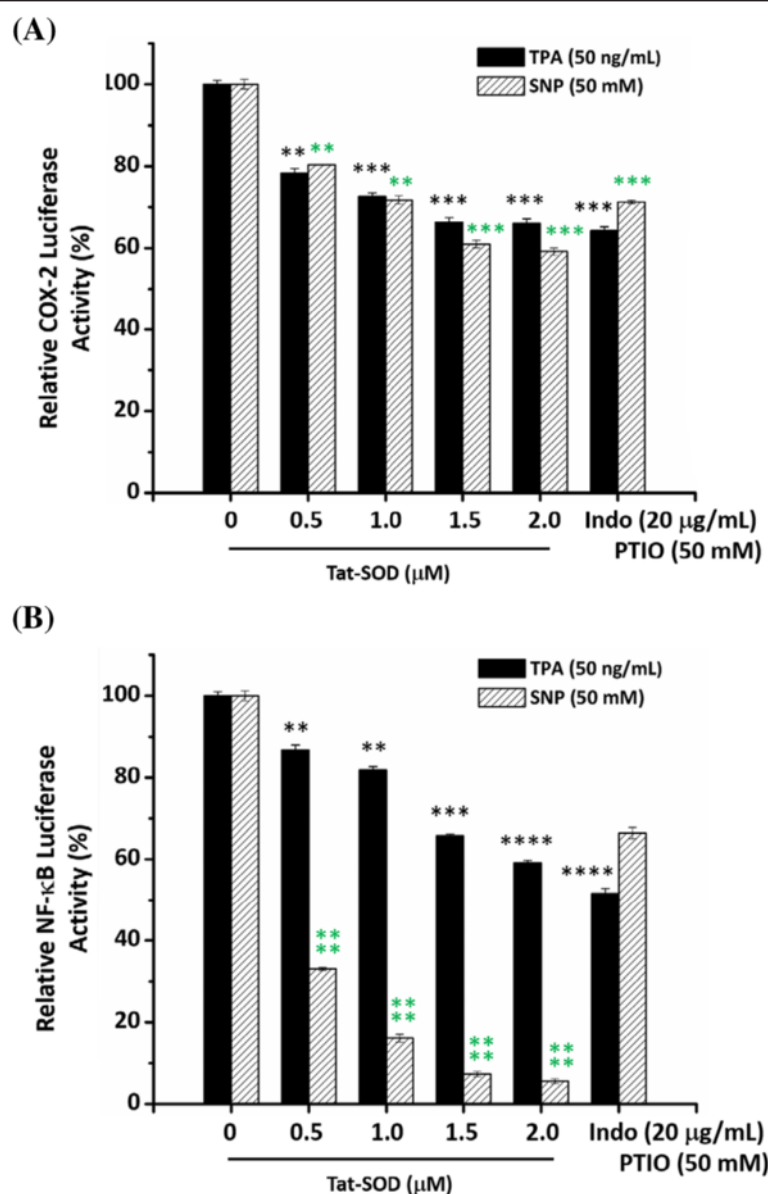 (A)
TPA (50 ng/mL)
SNP (50 mM)
Relative COX-2 Luciferase
Activity (%)
100
80
60
40
20
0
** ** *** ** *** *** *** *** *** ***
0 0.5 1.0 1.5 2.0 Indo (20 μg/mL)
PTIO (50 mM)
Tat-SOD (μM)
(B)
TPA (50 ng/mL)
SNP (50 mM)
Relative NF-κB Luciferase
Activity (%)
100
80
60
40
20
0
** ** *** **** ****
** ** ** **
** ** ** **
0 0.5 1.0 1.5 2.0 Indo (20 μg/mL)
PTIO (50 mM)
Tat-SOD (μM)